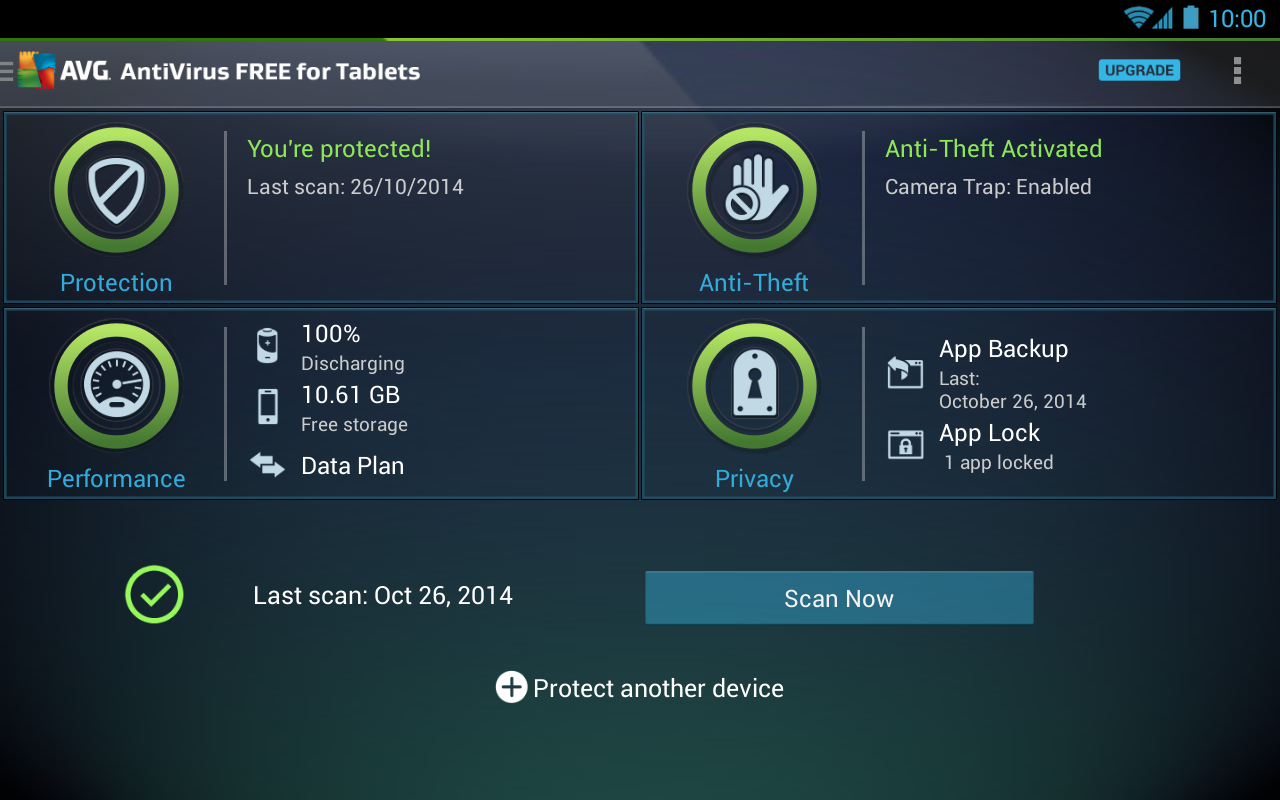 10:00
AVG. AntiVirus FREE for Tablets
UPGRADE
You're protected!
Last scan: 26/10/2014
Protection
Anti-Theft Activated
Camera Trap: Enabled
Anti-Theft
100%
Discharging
10.61 GB
Free storage
Data Plan
Performance
App Backup
Last:
October 26, 2014
App Lock
1 app locked
Privacy
Last scan: Oct 26, 2014
Scan Now
Protect another device